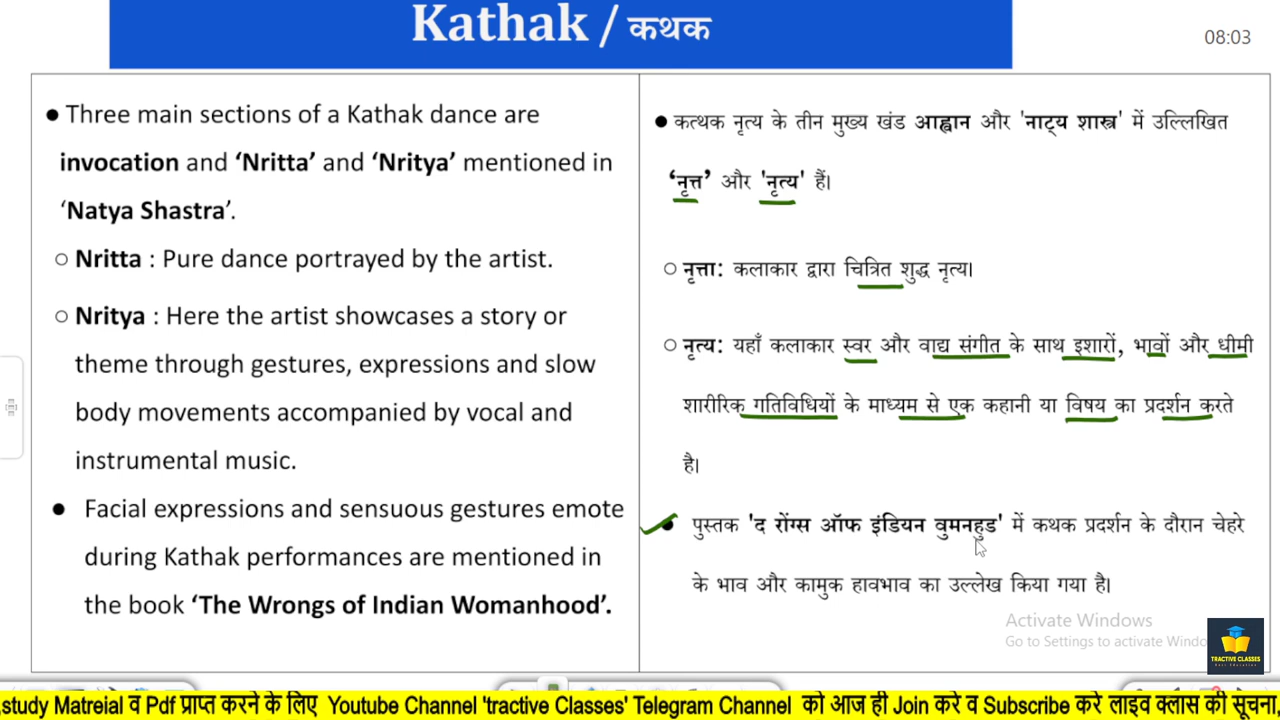 Kathak / कथक
08:03
● Three main sections of a Kathak dance are
invocation and ‘Nritta’ and ‘Nritya’ mentioned in
‘Natya Shastra’.
○ Nritta : Pure dance portrayed by the artist.
○ Nritya : Here the artist showcases a story or
theme through gestures, expressions and slow
body movements accompanied by vocal and
instrumental music.
● Facial expressions and sensuous gestures emote
during Kathak performances are mentioned in
the book ‘The Wrongs of Indian Womanhood’.
● कत्थक नृत्य के तीन मुख्य खंड आह्वान और 'नाट्य शास्त्र' में उल्लिखित
‘नृत्त’ और 'नृत्य' हैं।
○ नृत्ता: कलाकार द्वारा चित्रित शुद्ध नृत्य।
○ नृत्य: यहाँ कलाकार स्वर और वाद्य संगीत के साथ इशारों, भावों और धीमी
शारीरिक गतिविधियों के माध्यम से एक कहानी या विषय का प्रदर्शन करते
है।
● पुस्तक 'द रोंग्स ऑफ इंडियन वुमनहुड' में कथक प्रदर्शन के दौरान चेहरे
के भाव और कामुक हावभाव का उल्लेख किया गया है।
Activate Windows
Go to Settings to activate Windo
TRACTIVE CLASSES
,study Matreial व Pdf प्राप्त करने के लिए Youtube Channel 'tractive Classes' Telegram Channel को आज ही Join करे व Subscribe करे लाइव क्लास की सूचना,